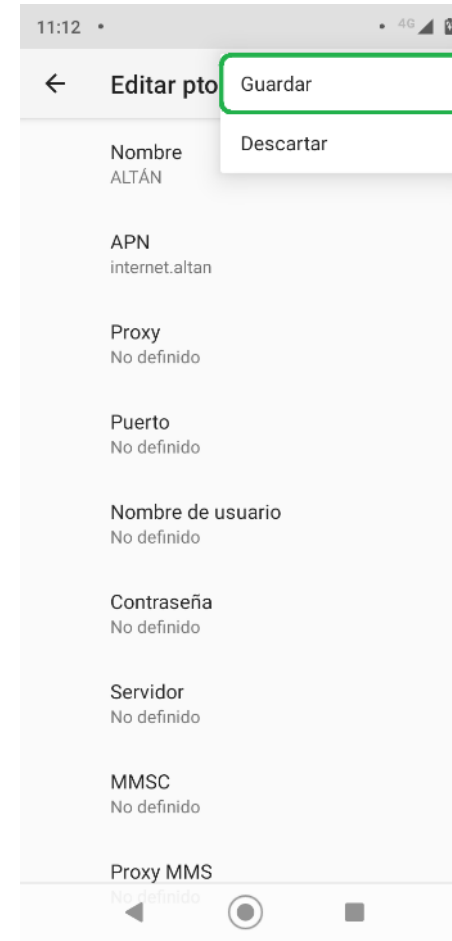 11:12
4G
Editar pto
Guardar
Descartar
Nombre
ALTÁN
APN
internet.altan
Proxy
No definido
Puerto
No definido
Nombre de usuario
No definido
Contraseña
No definido
Servidor
No definido
MMSC
No definido
Proxy MMS
No definido